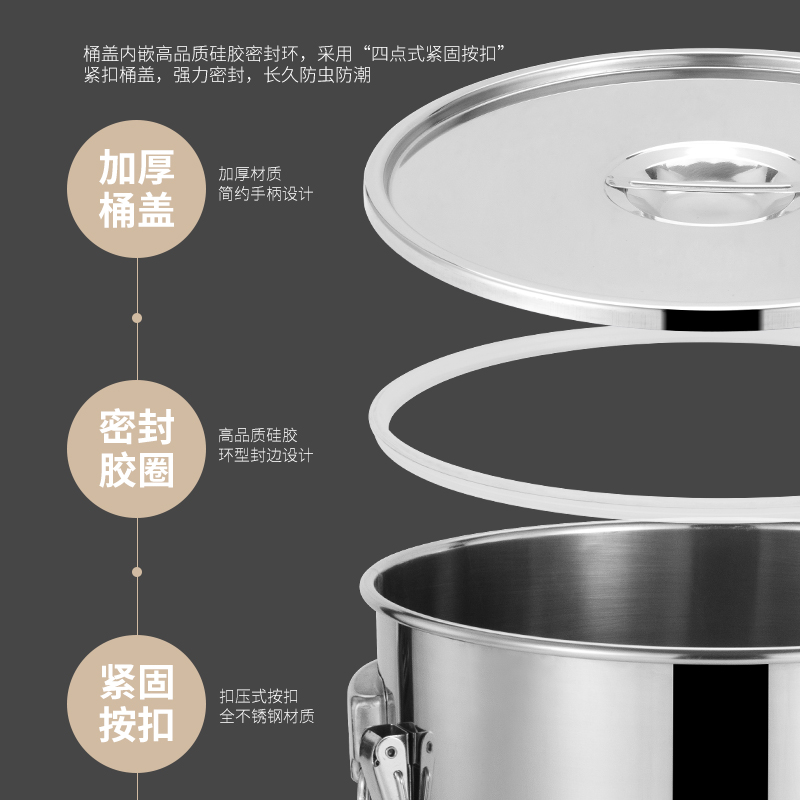 桶盖内嵌高品质硅胶密封环，采用“四点式紧固按扣”
紧扣桶盖，强力密封，长久防虫防潮
加厚
桶盖
加厚材质
简约手柄设计
密封
胶圈
高品质硅胶
环型封边设计
紧固
按扣
扣压式按扣
全不锈钢材质